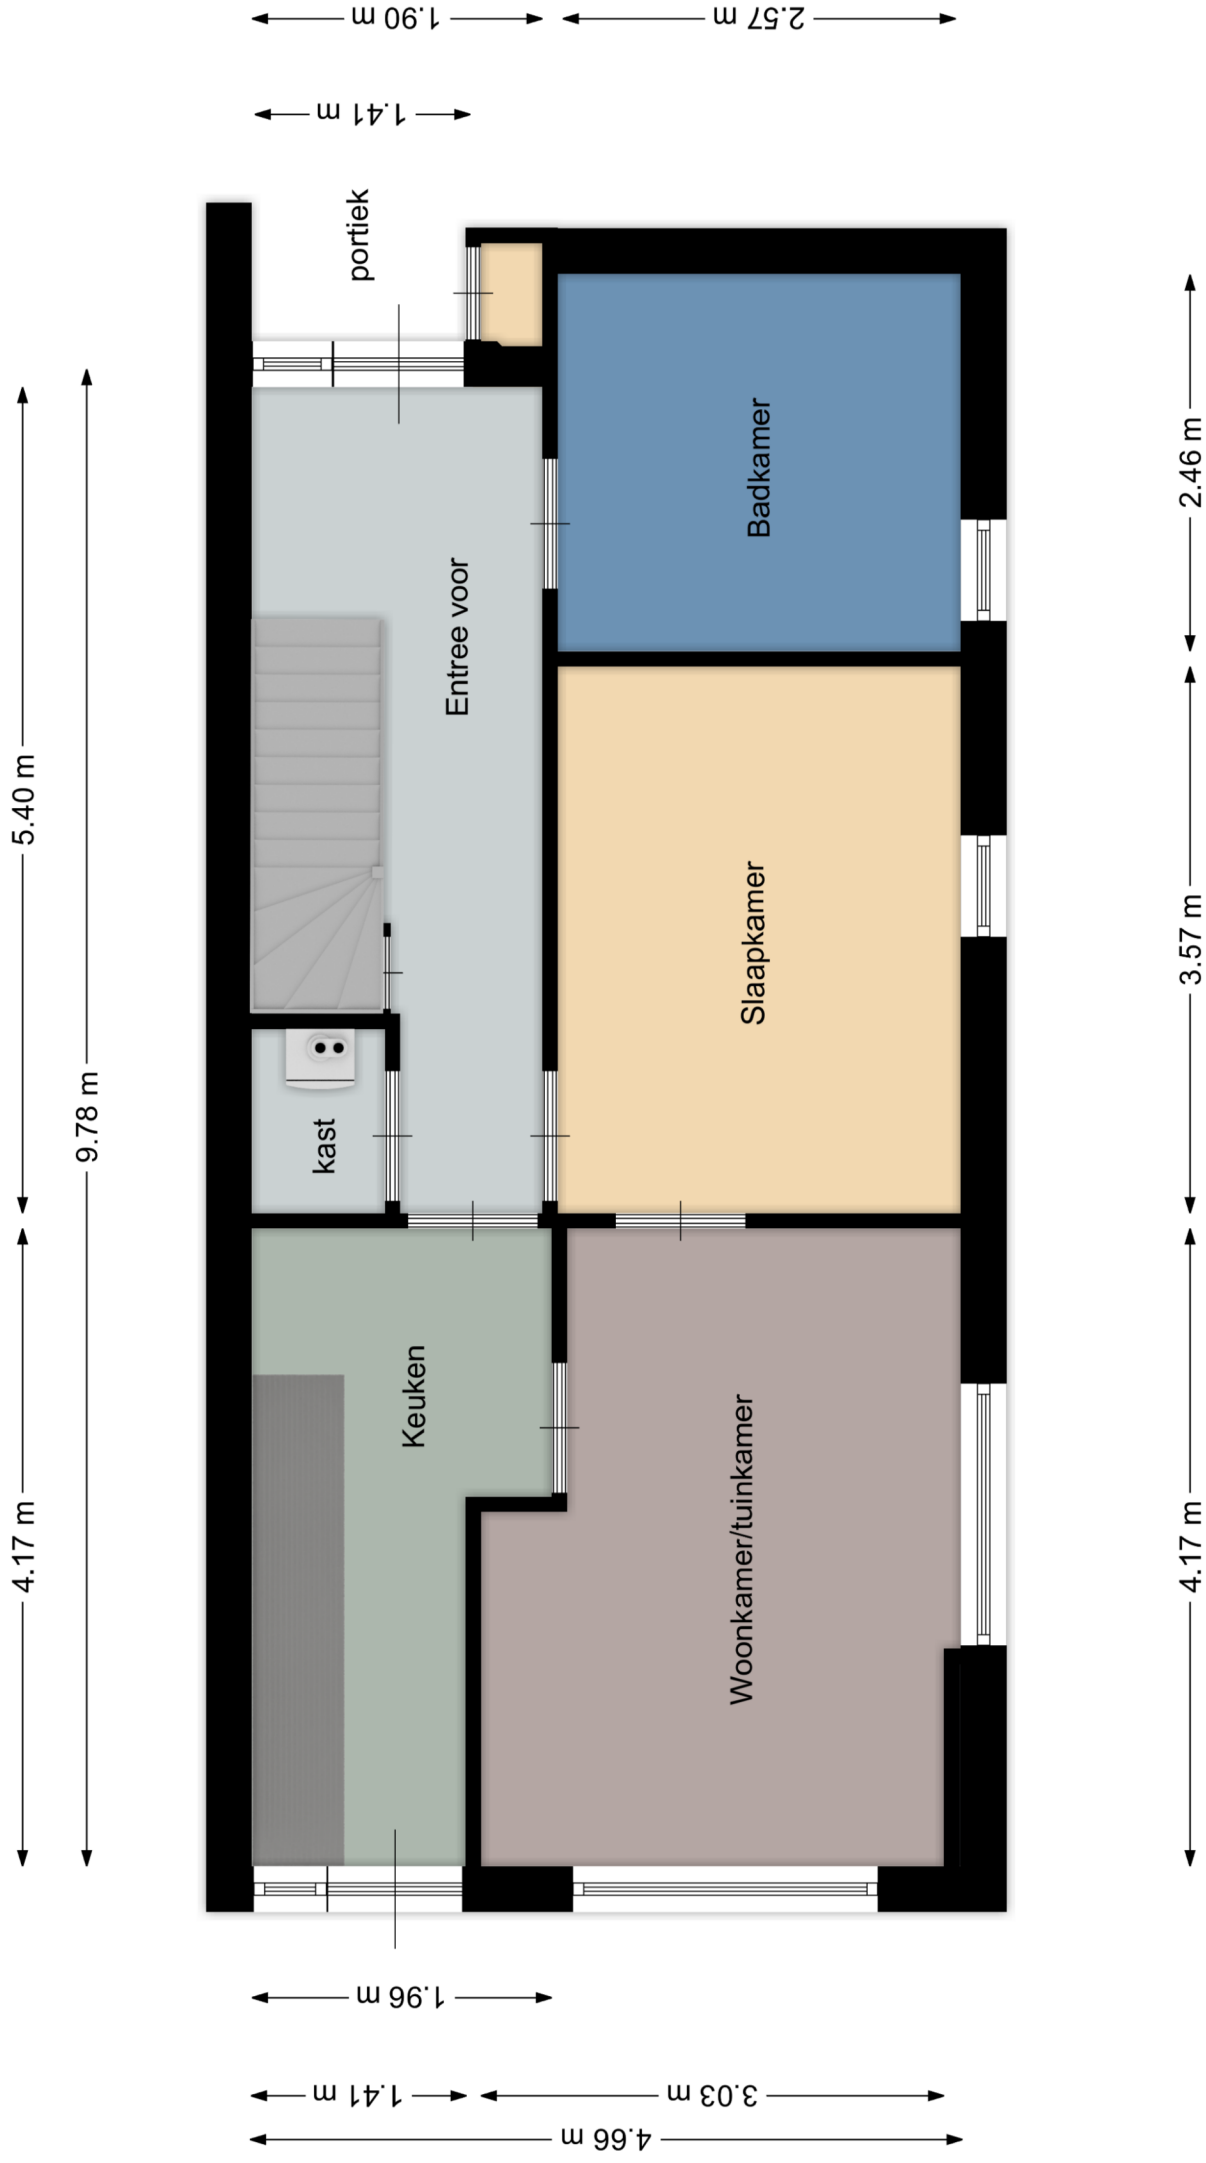 1.90 m
2.57 m
1.41 m
portiek
Badkamer
2.46 m
Entree voor
5.40 m
Slaapkamer
3.57 m
9.78 m
kast
Keuken
Woonkamer/tuinkamer
4.17 m
4.17 m
1.96 m
1.41 m
3.03 m
4.66 m